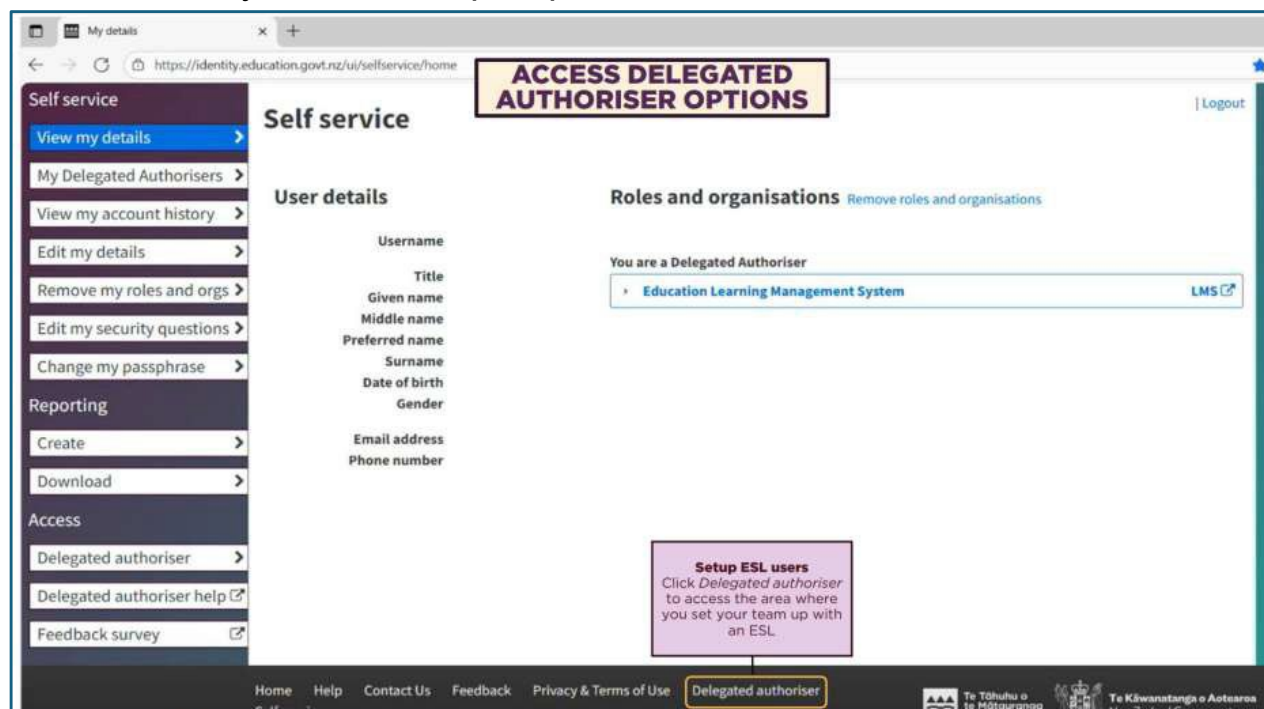 My details
https://identity.education.govt.nz/ui/selfservice/home
ACCESS DELEGATED
AUTHORISER OPTIONS
Self service
View my details
My Delegated Authorisers
View my account history
Edit my details
Remove my roles and orgs
Edit my security questions
Change my passphrase
Reporting
Create
Download
Access
Delegated authoriser
Delegated authoriser help
Feedback survey
Self service
| Logout
User details
Username
Title
Given name
Middle name
Preferred name
Surname
Date of birth
Gender
Email address
Phone number
Roles and organisations Remove roles and organisations
You are a Delegated Authoriser
Education Learning Management System LMS
Setup ESL users
Click Delegated authoriser
to access the area where
you set your team up with
an ESL
Home Help Contact Us Feedback Privacy & Terms of Use Delegated authoriser
Te Tāhuhu o
te Mātauranga
Te Kāwanatanga o Aotearoa